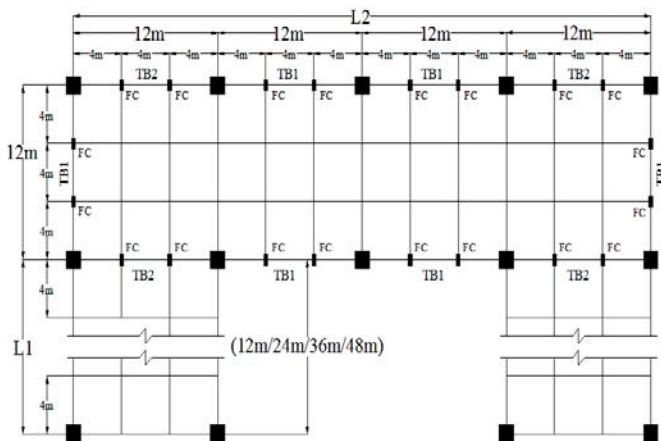 L2
12m 12m 12m 12m
4m 4m 4m 4m 4m 4m 4m 4m 4m 4m 4m 4m
TB2 TB1 TB1 TB2
FC FC FC FC FC FC FC FC
4m
FC FC
12m 4m TB1 TB1
FC FC
4m
FC FC FC FC FC FC FC FC
TB2 TB1 TB1 TB2
4m
L1 (12m/24m/36m/48m)
4m